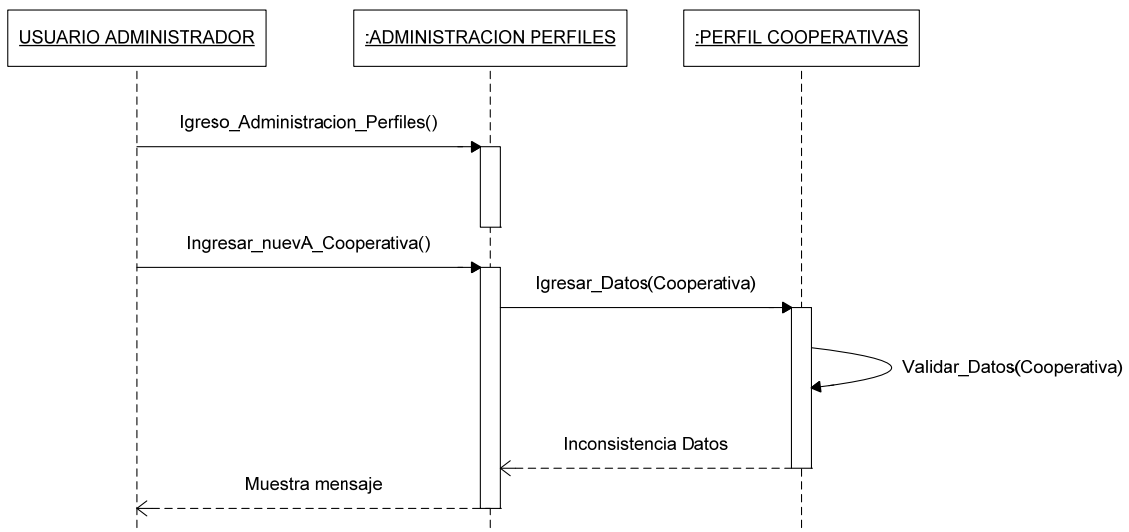 USUARIO ADMINISTRADOR
:ADMINISTRACION PERFILES
:PERFIL COOPERATIVAS
Igreso_Administracion_Perfiles()
Ingresar_nuevA_Cooperativa()
Igresar_Datos(Cooperativa)
Validar_Datos(Cooperativa)
Inconsistencia Datos
Muestra mensaje